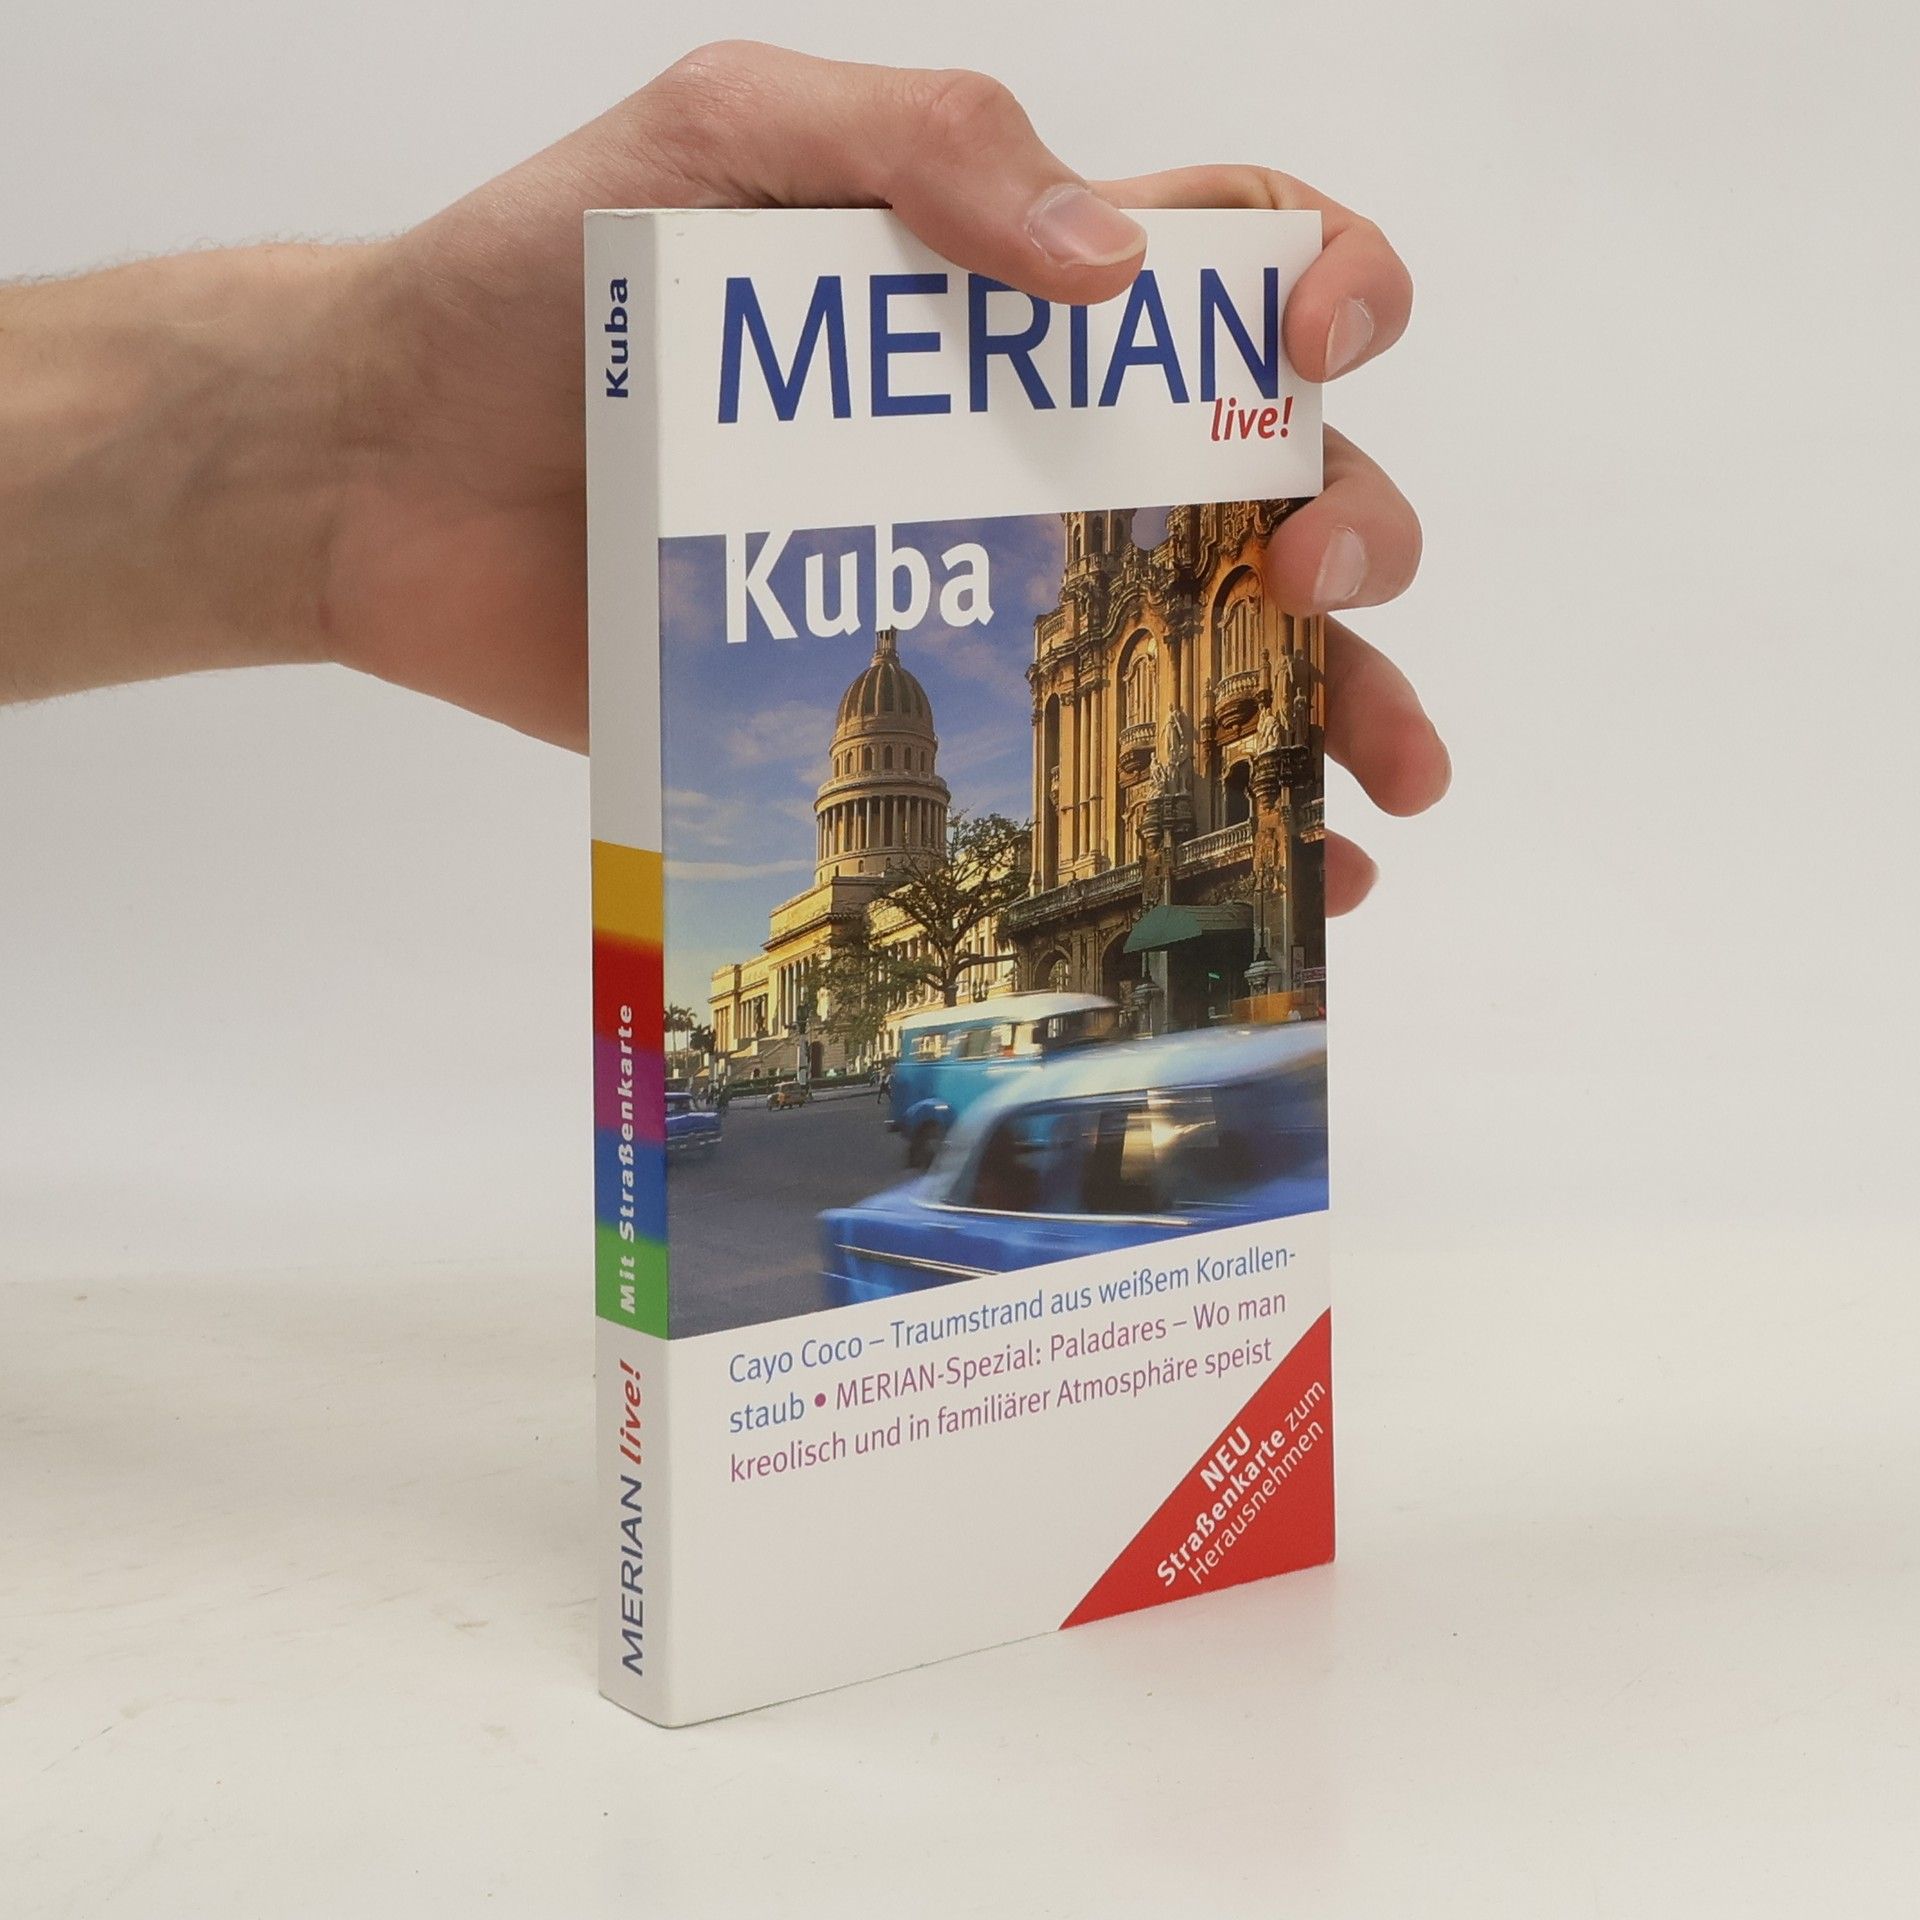 Kuba
Mit Straßenkarte
MERIAN live!
MERIAN
live!
Kuba
Cayo Coco – Traumstrand aus weißem Korallen-
staub • MERIAN-Spezial: Paladares – Wo man
kreolisch und in familiärer Atmosphäre speist
NEU
Straßenkarte zum
Herausnehmen